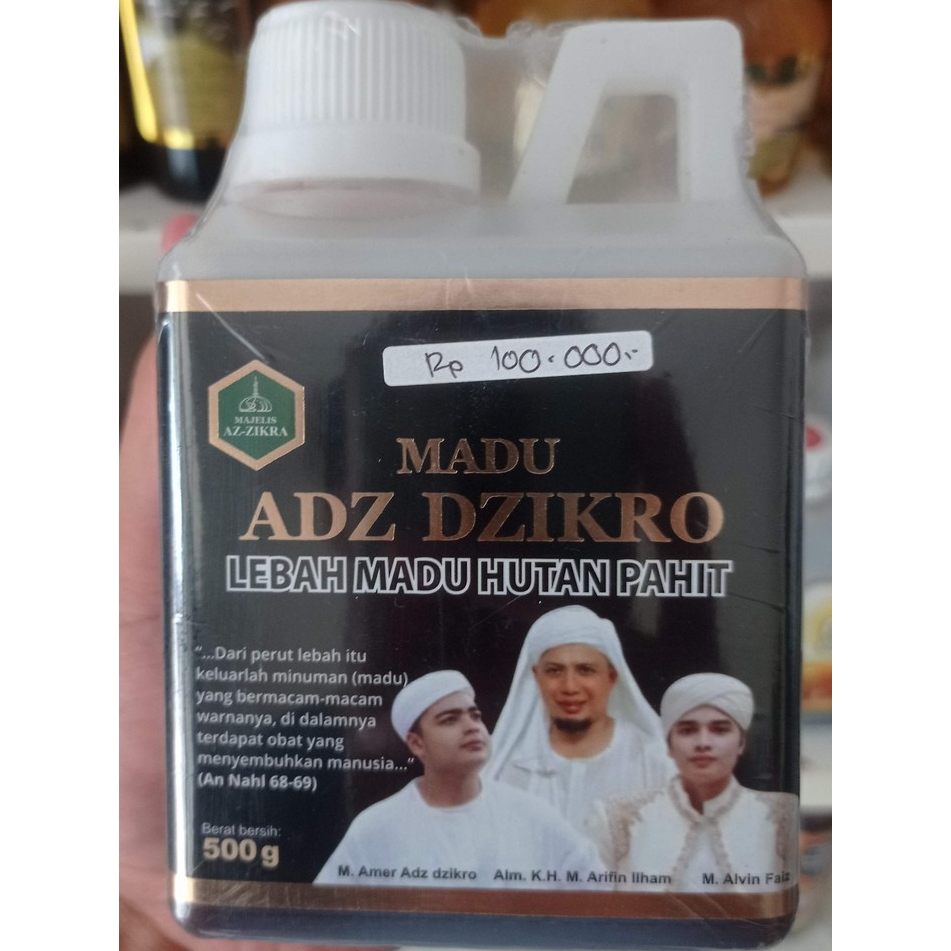 Rp 100.000.-
MAJELIS
AZ-ZIKRA
MADU
ADZ DZIKRO
LEBAH MADU HUTAN PAHIT
"...Dari perut lebah itu
keluarlah minuman (madu)
yang bermacam-macam
warnanya, di dalamnya
terdapat obat yang
menyembuhkan manusia..."
(An Nahl 68-69)
Berat bersih:
500 g
M. Amer Adz dzikro Alm. K.H. M. Arifin Ilham M. Alvin Faiz